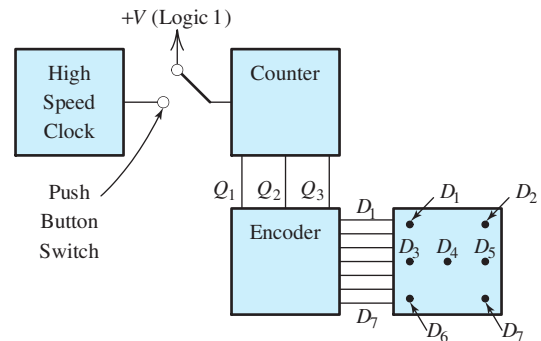 +V (Logic 1)
High
Speed
Clock
Counter
Push
Button
Switch
Q1 Q2 Q3
Encoder
D1
D7
D1 D2
D3 D4 D5
D6 D7